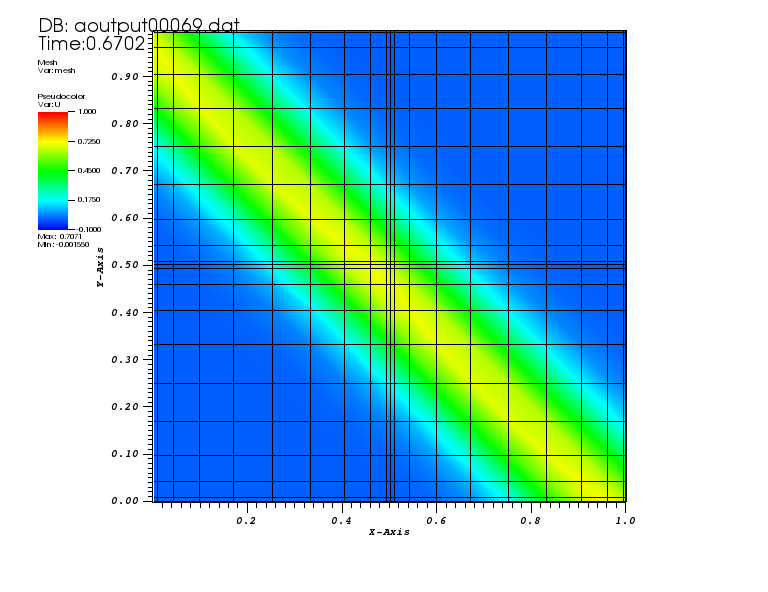 DB: aoutput00069.dat
Time:0.6702
Mesh
Var: mesh
Pseudocolor
Var: U
1.000
0.7250
0.4500
0.1750
-0.1000
Max: 0.7071
Min: -0.001550
Y-Axis
0.90
0.80
0.70
0.60
0.50
0.40
0.30
0.20
0.10
0.00
0.2 0.4 0.6 0.8 1.0
X-Axis